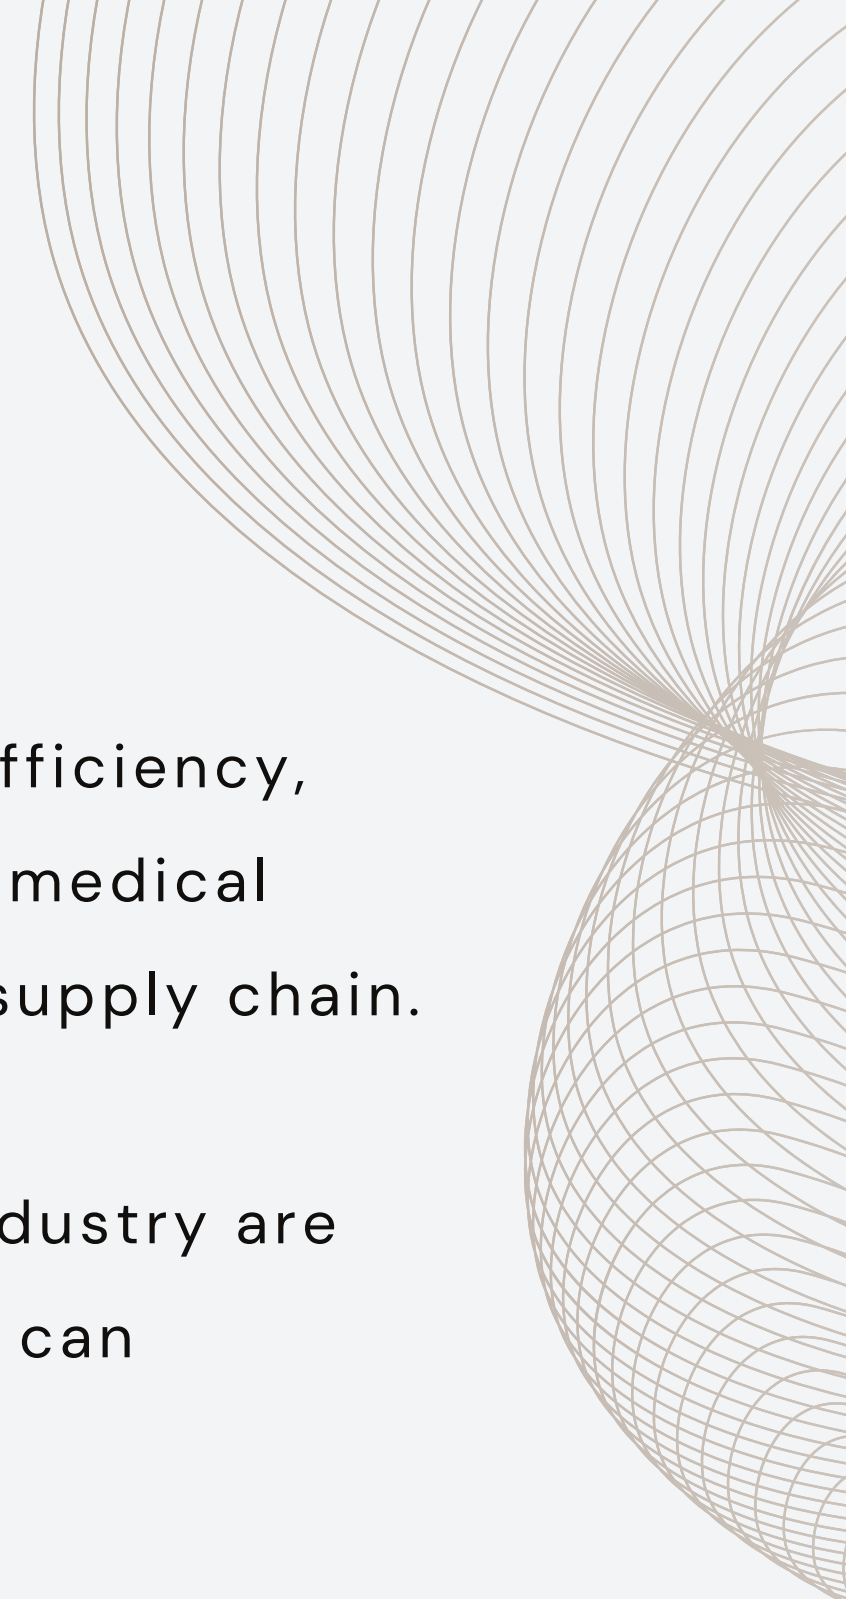 fficiency,
medical
supply chain.
dustry are
can